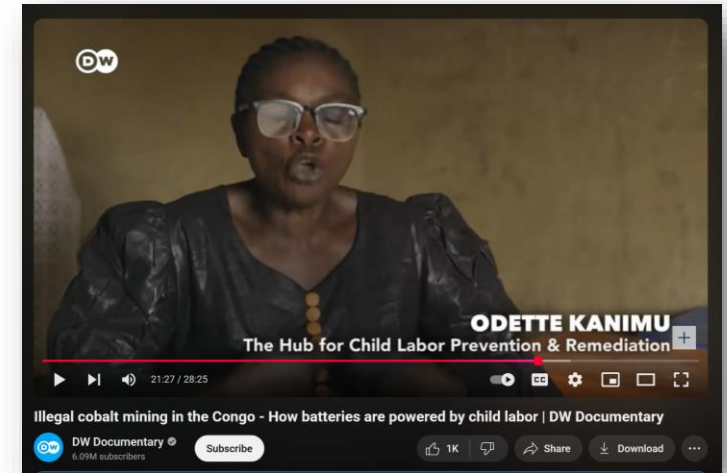 DW
ODETTE KANIMU
The Hub for Child Labor Prevention & Remediation
21:27 / 28:25
CC
Illegal cobalt mining in the Congo - How batteries are powered by child labor | DW Documentary
DW
DW Documentary
6.09M subscribers
Subscribe
1K
Share
Download